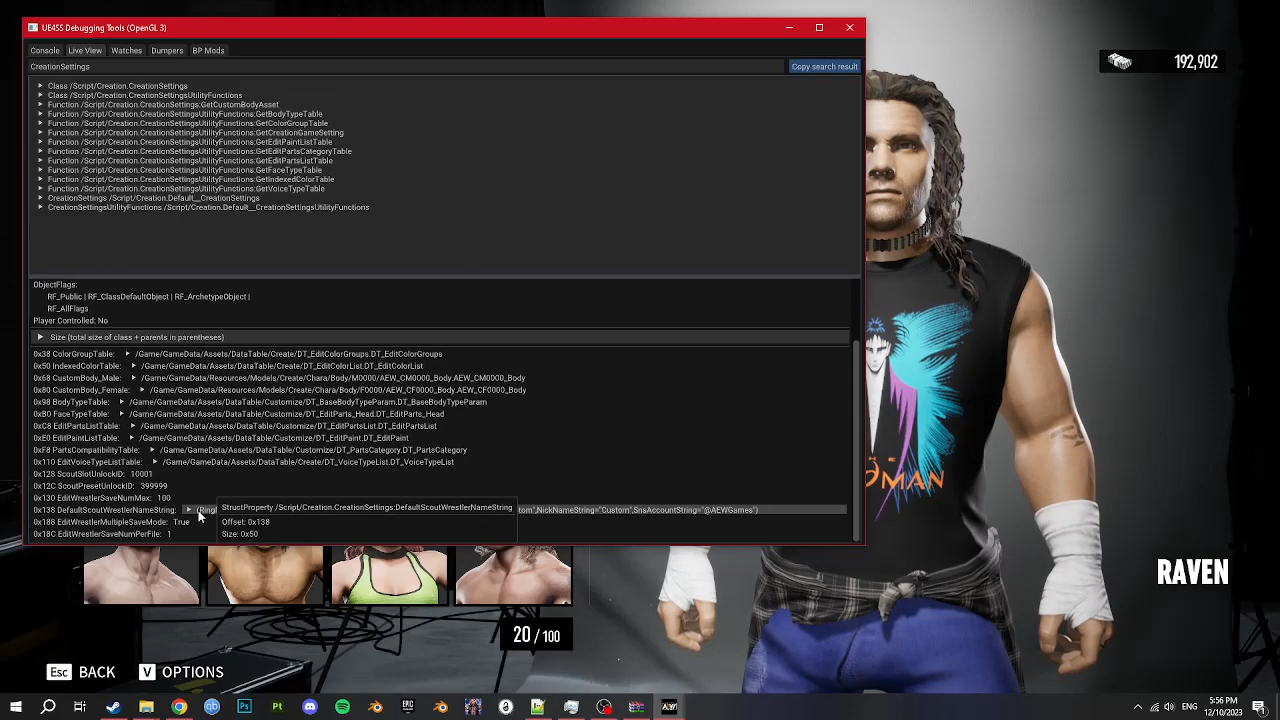 UE4SS Debugging Tools (OpenGL 3)
Console Live View Watches Dumpers BP Mods
CreationSettings
Copy search result
192,902
Class /Script/Creation.CreationSettings
Class /Script/Creation.CreationSettingsUtilityFunctions
Function /Script/Creation.CreationSettings:GetCustomBodyAsset
Function /Script/Creation.CreationSettingsUtilityFunctions:GetBodyTypeTable
Function /Script/Creation.CreationSettingsUtilityFunctions:GetColorGroupTable
Function /Script/Creation.CreationSettingsUtilityFunctions:GetCreationGameSetting
Function /Script/Creation.CreationSettingsUtilityFunctions:GetEditPaintListTable
Function /Script/Creation.CreationSettingsUtilityFunctions:GetEditPartsCategoryTable
Function /Script/Creation.CreationSettingsUtilityFunctions:GetEditPartsListTable
Function /Script/Creation.CreationSettingsUtilityFunctions:GetFaceTypeTable
Function /Script/Creation.CreationSettingsUtilityFunctions:GetIndexedColorTable
Function /Script/Creation.CreationSettingsUtilityFunctions:GetVoiceTypeTable
CreationSettings /Script/Creation.Default__CreationSettings
CreationSettingsUtilityFunctions /Script/Creation.Default__CreationSettingsUtilityFunctions
ObjectFlags:
RF_Public | RF_ClassDefaultObject | RF_ArchetypeObject |
RF_AllFlags
Player Controlled: No
Size (total size of class + parents in parentheses)
0x38 ColorGroupTable: /Game/GameData/Assets/DataTable/Create/DT_EditColorGroups.DT_EditColorGroups
0x50 IndexedColorTable: /Game/GameData/Assets/DataTable/Create/DT_EditColorList.DT_EditColorList
0x68 CustomBody_Male: /Game/GameData/Resources/Models/Create/Chara/Body/M0000/AEW_CM0000_Body.AEW_CM0000_Body
0x80 CustomBody_Female: /Game/GameData/Resources/Models/Create/Chara/Body/F0000/AEW_CF0000_Body.AEW_CF0000_Body
0x98 BodyTypeTable: /Game/GameData/Assets/DataTable/Customize/DT_BaseBodyTypeParam.DT_BaseBodyTypeParam
0xB0 FaceTypeTable: /Game/GameData/Assets/DataTable/Customize/DT_EditParts_Head.DT_EditParts_Head
0xC8 EditPartsListTable: /Game/GameData/Assets/DataTable/Customize/DT_EditPartsList.DT_EditPartsList
0xE0 EditPaintListTable: /Game/GameData/Assets/DataTable/Customize/DT_EditPaint.DT_EditPaint
0xF8 PartsCompatibilityTable: /Game/GameData/Assets/DataTable/Customize/DT_PartsCategory.DT_PartsCategory
0x110 EditVoiceTypeListTable: /Game/GameData/Assets/DataTable/Create/DT_VoiceTypeList.DT_VoiceTypeList
0x128 ScoutSlotUnlockID: 10001
0x12C ScoutPresetUnlockID: 399999
0x130 EditWrestlerSaveNumMax: 100
0x138 DefaultScoutWrestlerNameString: (Ring tom",NickNameString="Custom",SnsAccountString="@AEWGames")
0x188 EditWrestlerMultipleSaveMode: True
0x18C EditWrestlerSaveNumPerFile: 1
StructProperty /Script/Creation.CreationSettings:DefaultScoutWrestlerNameString
Offset: 0x138
Size: 0x50
RAVEN
20 / 100
Esc BACK V OPTIONS
5:56 PM
12/10/2023